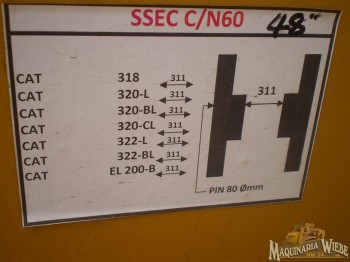 SSEC C/N60
48"
CAT 318 311
CAT 320-L 311
CAT 320-BL 311
CAT 320-CL 311
CAT 322-L 311
CAT 322-BL 311
CAT EL 200-B 311
311
PIN 80 Ømm
MAQUINARIA WIEBE